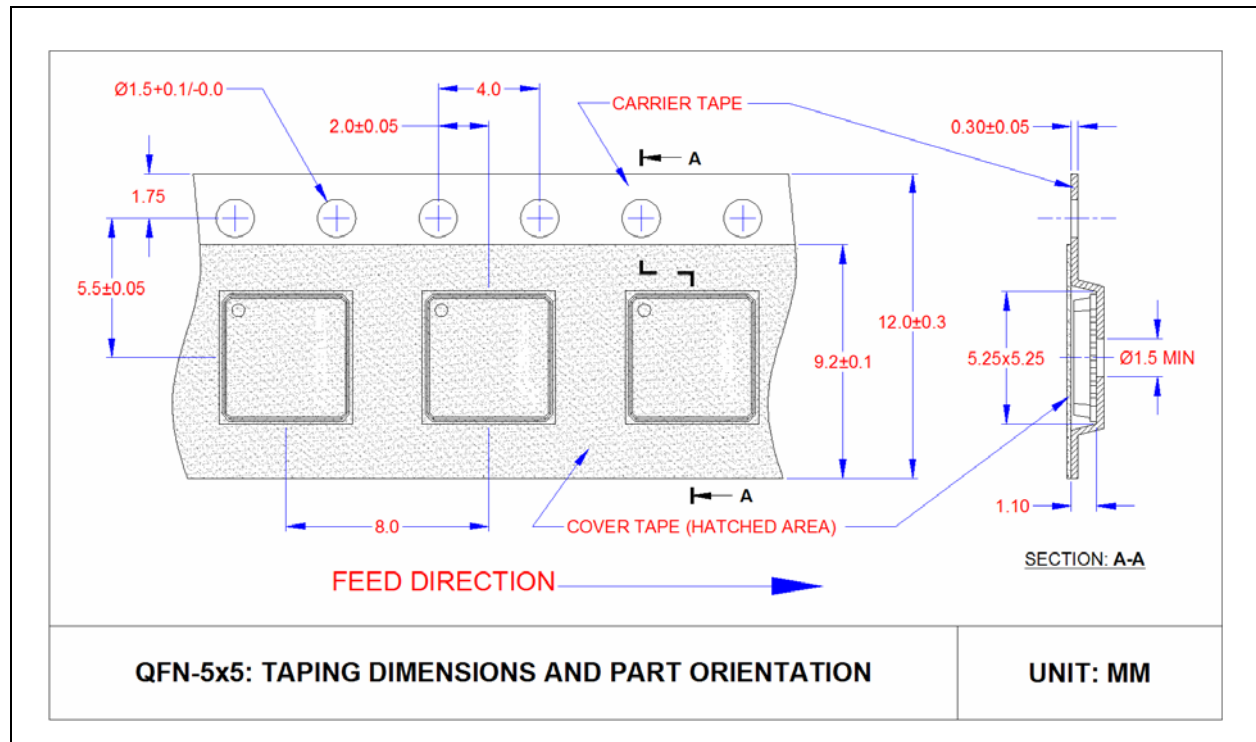 Ø1.5+0.1/-0.0
4.0
CARRIER TAPE
0.30±0.05
2.0±0.05
A
1.75
5.5±0.05
12.0±0.3
9.2±0.1
5.25x5.25
Ø1.5 MIN
A
1.10
8.0
COVER TAPE (HATCHED AREA)
SECTION: A-A
FEED DIRECTION
QFN-5x5: TAPING DIMENSIONS AND PART ORIENTATION
UNIT: MM